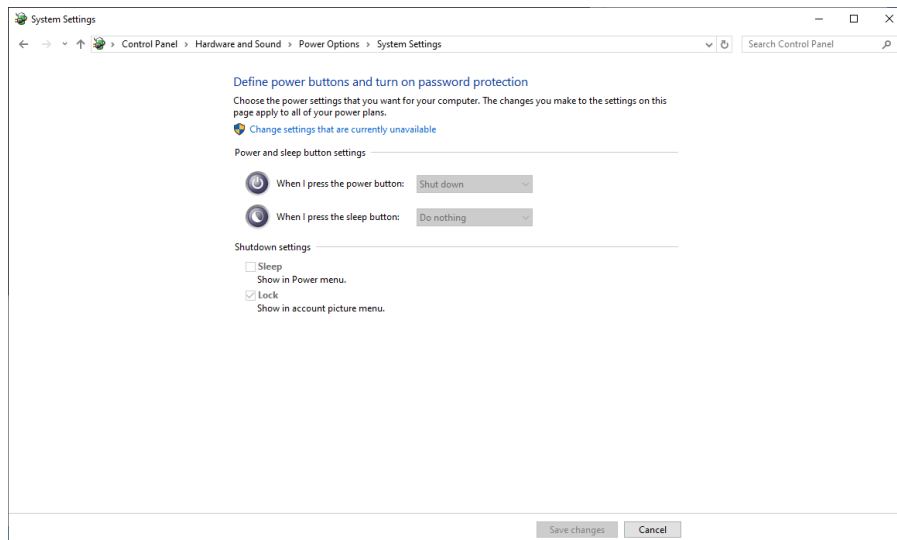 System Settings
Control Panel > Hardware and Sound > Power Options > System Settings
Search Control Panel
Define power buttons and turn on password protection
Choose the power settings that you want for your computer. The changes you make to the settings on this
page apply to all of your power plans.
Change settings that are currently unavailable
Power and sleep button settings
When I press the power button: Shut down
When I press the sleep button: Do nothing
Shutdown settings
Sleep
Show in Power menu.
Lock
Show in account picture menu.
Save changes Cancel